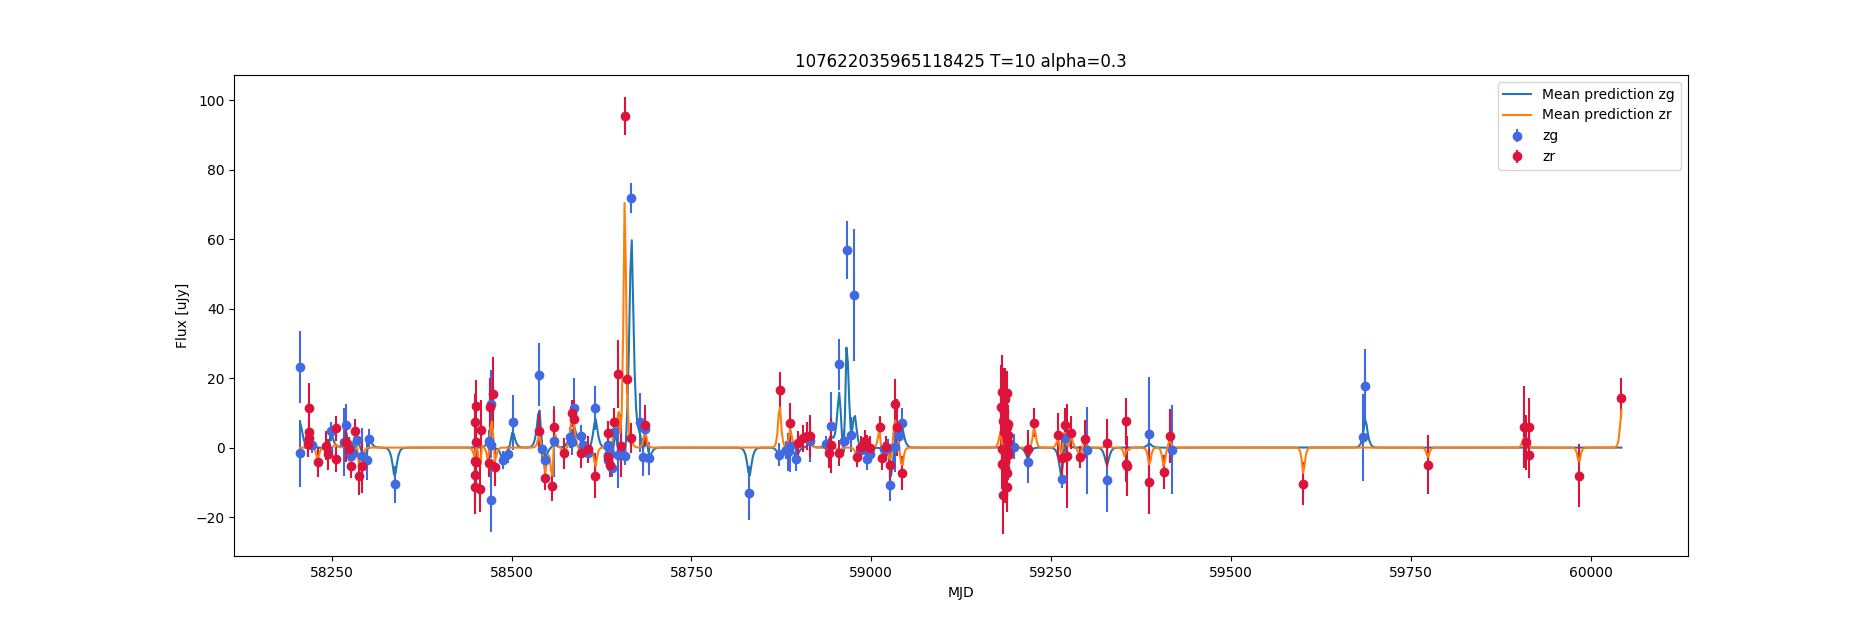 107622035965118425 T=10 alpha=0.3
Mean prediction zg
Mean prediction zr
zg
zr
Flux [uJy]
100
80
60
40
20
0
−20
58250 58500 58750 59000 59250 59500 59750 60000
MJD